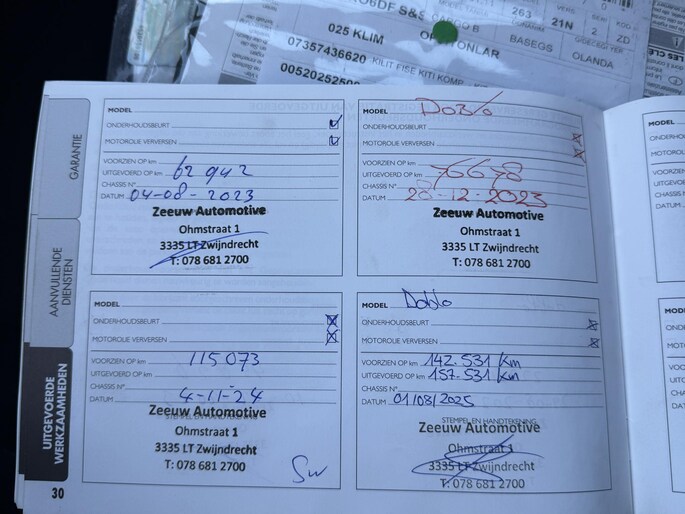 263
21N
2
ZD
025 KLIM
OPSTONLAR
BASEGS
OLANDA
07357436620
KILIT FISE KITI KOMP
00520252500
GARANTIE
AANVULLENDE
DIENSTEN
UITGEVOERDE
WERKZAAMHEDEN
30
MODEL
ONDERHOUDSBEURT
MOTOROLIE VERVERSEN
VOORZIEN OP km
UITGEVOERD OP km 62 942
CHASSIS N°
DATUM 04-08-2023
Zeeuw Automotive
Ohmstraat 1
3335 LT Zwijndrecht
T: 078 681 2700
MODEL Doblo
ONDERHOUDSBEURT
MOTOROLIE VERVERSEN
VOORZIEN OP km
UITGEVOERD OP km 76678
CHASSIS N°
DATUM 28-12-2023
Zeeuw Automotive
Ohmstraat 1
3335 LT Zwijndrecht
T: 078 681 2700
MODEL
ONDERHOUDSBEURT
MOTOROLIE VERVERSEN
VOORZIEN OP km 115073
UITGEVOERD OP km
CHASSIS N°
DATUM 4-11-24
Zeeuw Automotive
Ohmstraat 1
3335 LT Zwijndrecht
T: 078 681 2700
MODEL Doblo
ONDERHOUDSBEURT
MOTOROLIE VERVERSEN
VOORZIEN OP km 142.531 km
UITGEVOERD OP km 157.531 km
CHASSIS N°
DATUM 01/08/2025
STEMPEL EN HANDTEKENING
Zeeuw Automotive
Ohmstraat 1
3335 LT Zwijndrecht
T: 078 681 2700